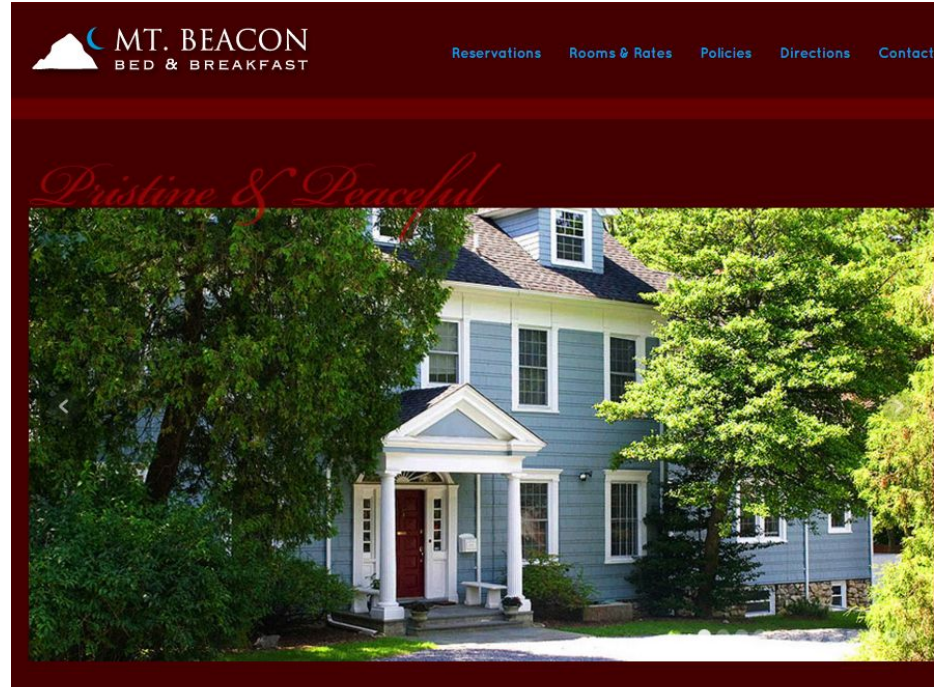 MT. BEACON
BED & BREAKFAST
Reservations Rooms & Rates Policies Directions Contact
Pristine & Peaceful